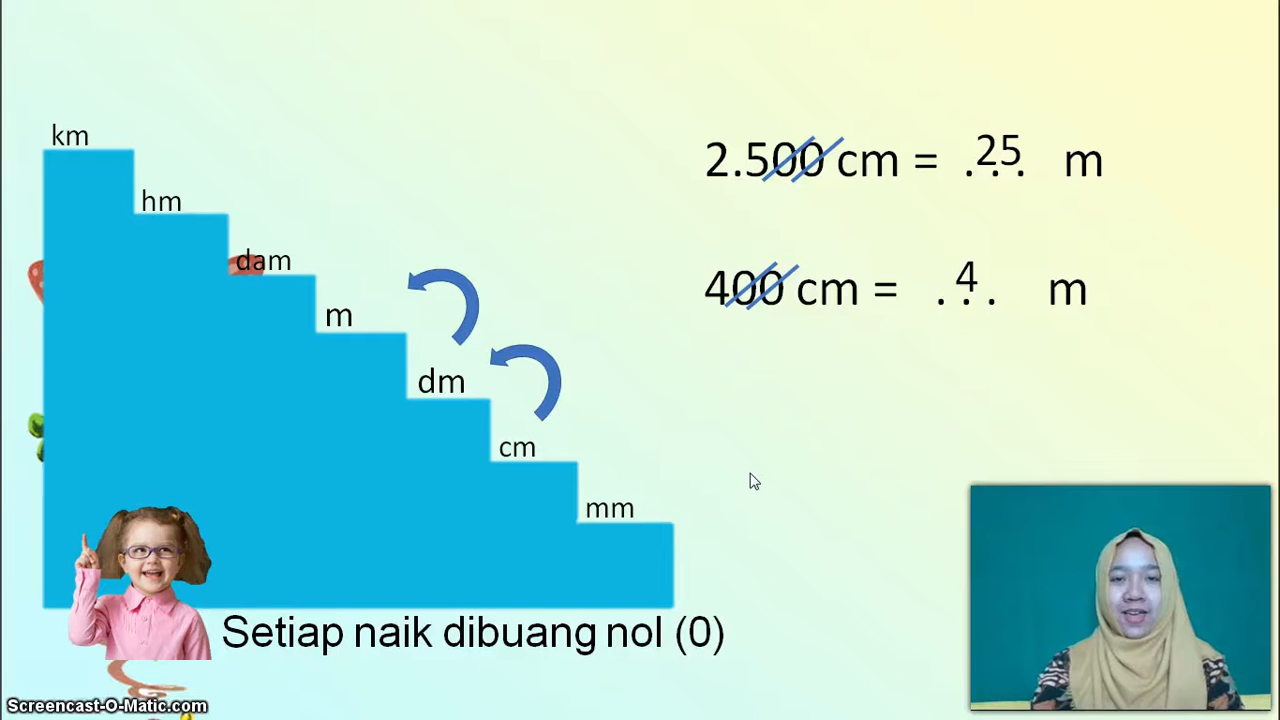 km
hm
dam
m
dm
cm
mm
2.500 cm = . . . 25 m
400 cm = . . . 4 m
Setiap naik dibuang nol (0)
Screencast-O-Matic.com